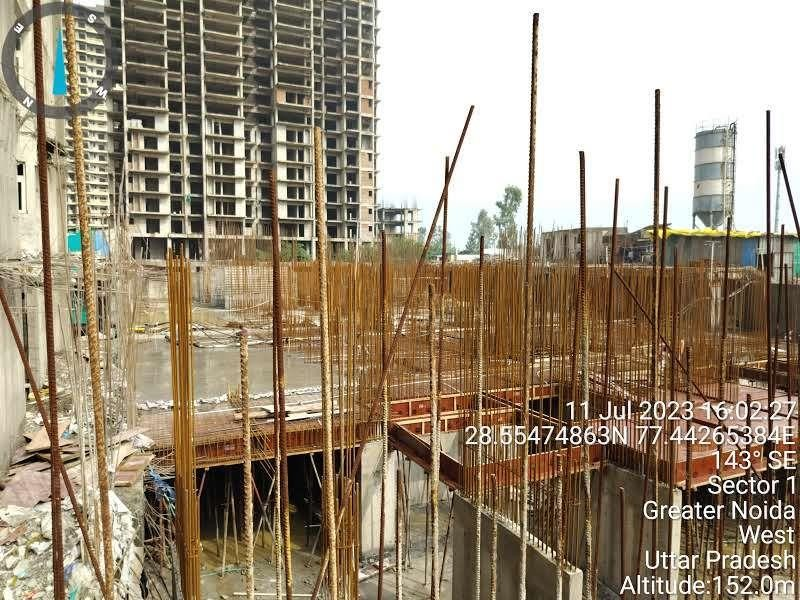 S
E
W
N
11 Jul 2023 16:02:27
28.55474863N 77.44265384E
143° SE
Sector 1
Greater Noida
West
Uttar Pradesh
Altitude:152.0m